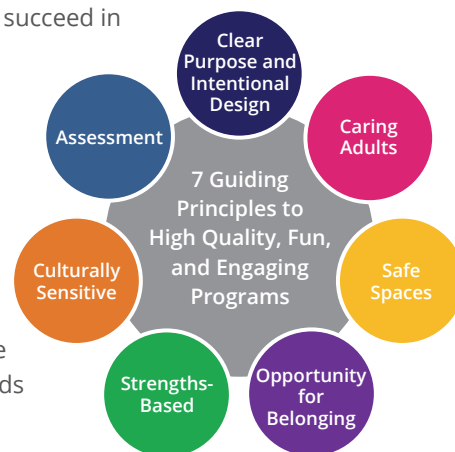 succeed in
Clear
Purpose and
Intentional
Design
Caring
Adults
Safe
Spaces
Opportunity
for
Belonging
Strengths-
Based
Culturally
Sensitive
Assessment
7 Guiding
Principles to
High Quality, Fun,
and Engaging
Programs